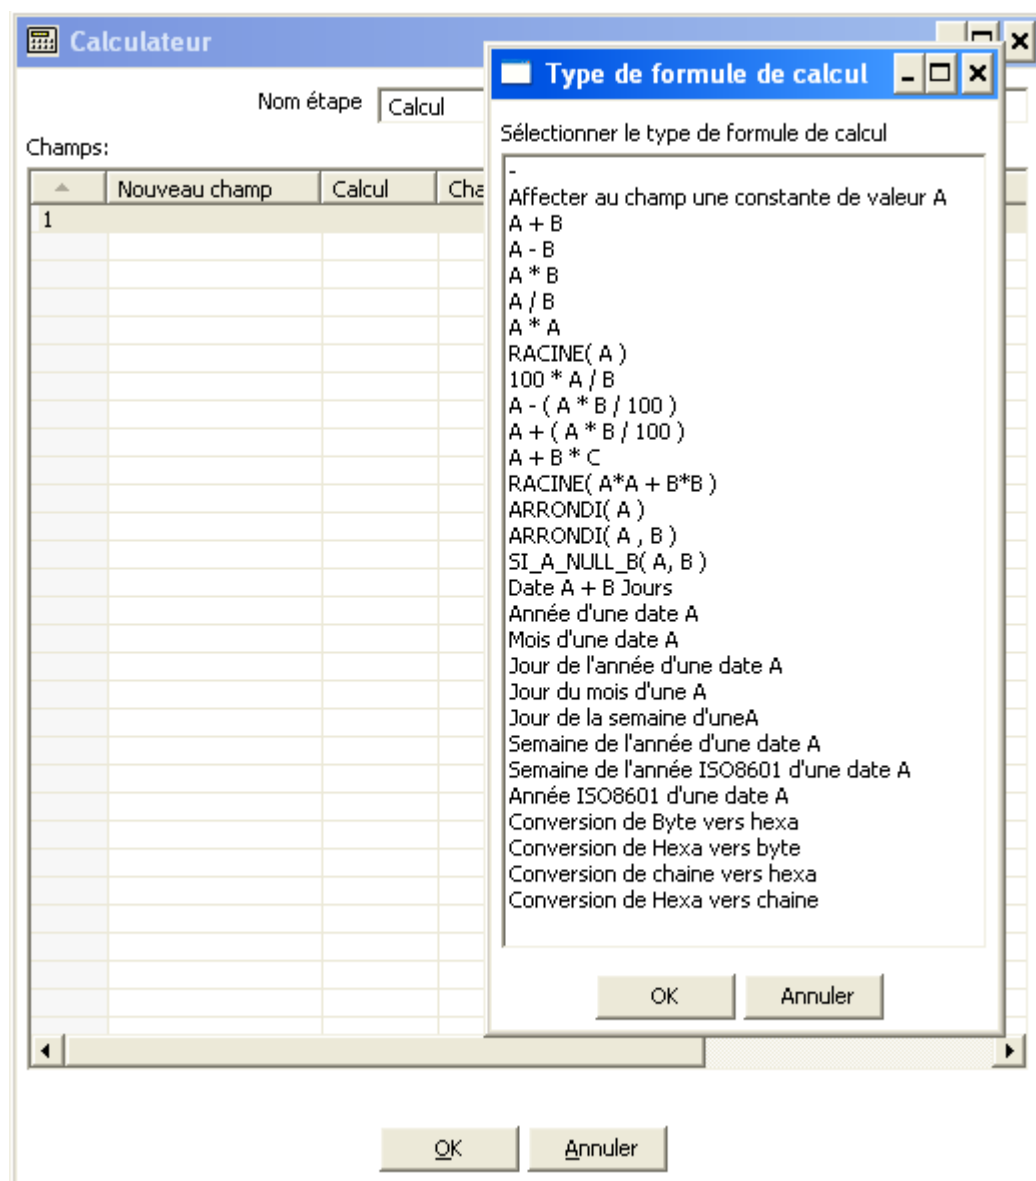 Calculateur
Type de formule de calcul
Nom étape Calcul
Sélectionner le type de formule de calcul
Champs:
Nouveau champ Calcul Cha
1
-
Affecter au champ une constante de valeur A
A + B
A - B
A * B
A / B
A * A
RACINE( A )
100 * A / B
A - ( A * B / 100 )
A + ( A * B / 100 )
A + B * C
RACINE( A*A + B*B )
ARRONDI( A )
ARRONDI( A , B )
SI_A_NULL_B( A, B )
Date A + B Jours
Année d'une date A
Mois d'une date A
Jour de l'année d'une date A
Jour du mois d'une A
Jour de la semaine d'uneA
Semaine de l'année d'une date A
Semaine de l'année ISO8601 d'une date A
Année ISO8601 d'une date A
Conversion de Byte vers hexa
Conversion de Hexa vers byte
Conversion de chaine vers hexa
Conversion de Hexa vers chaine
OK Annuler
OK Annuler